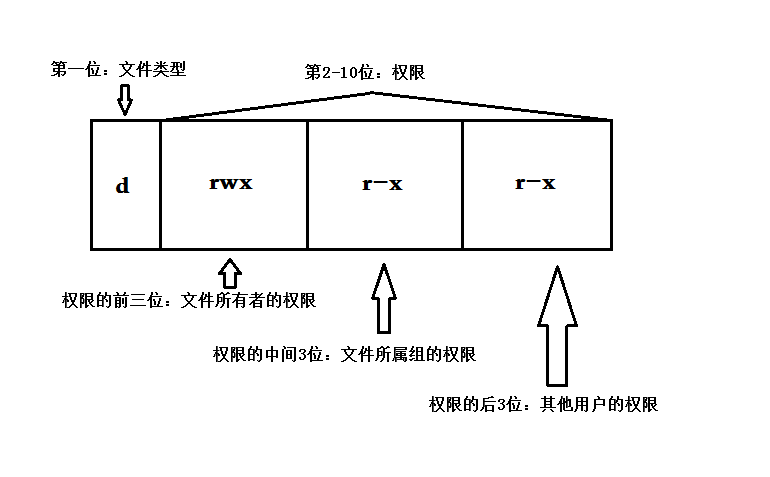 第一位：文件类型
第2-10位：权限
d
rwx
r-x
r-x
权限的前三位：文件所有者的权限
权限的中间3位：文件所属组的权限
权限的后3位：其他用户的权限